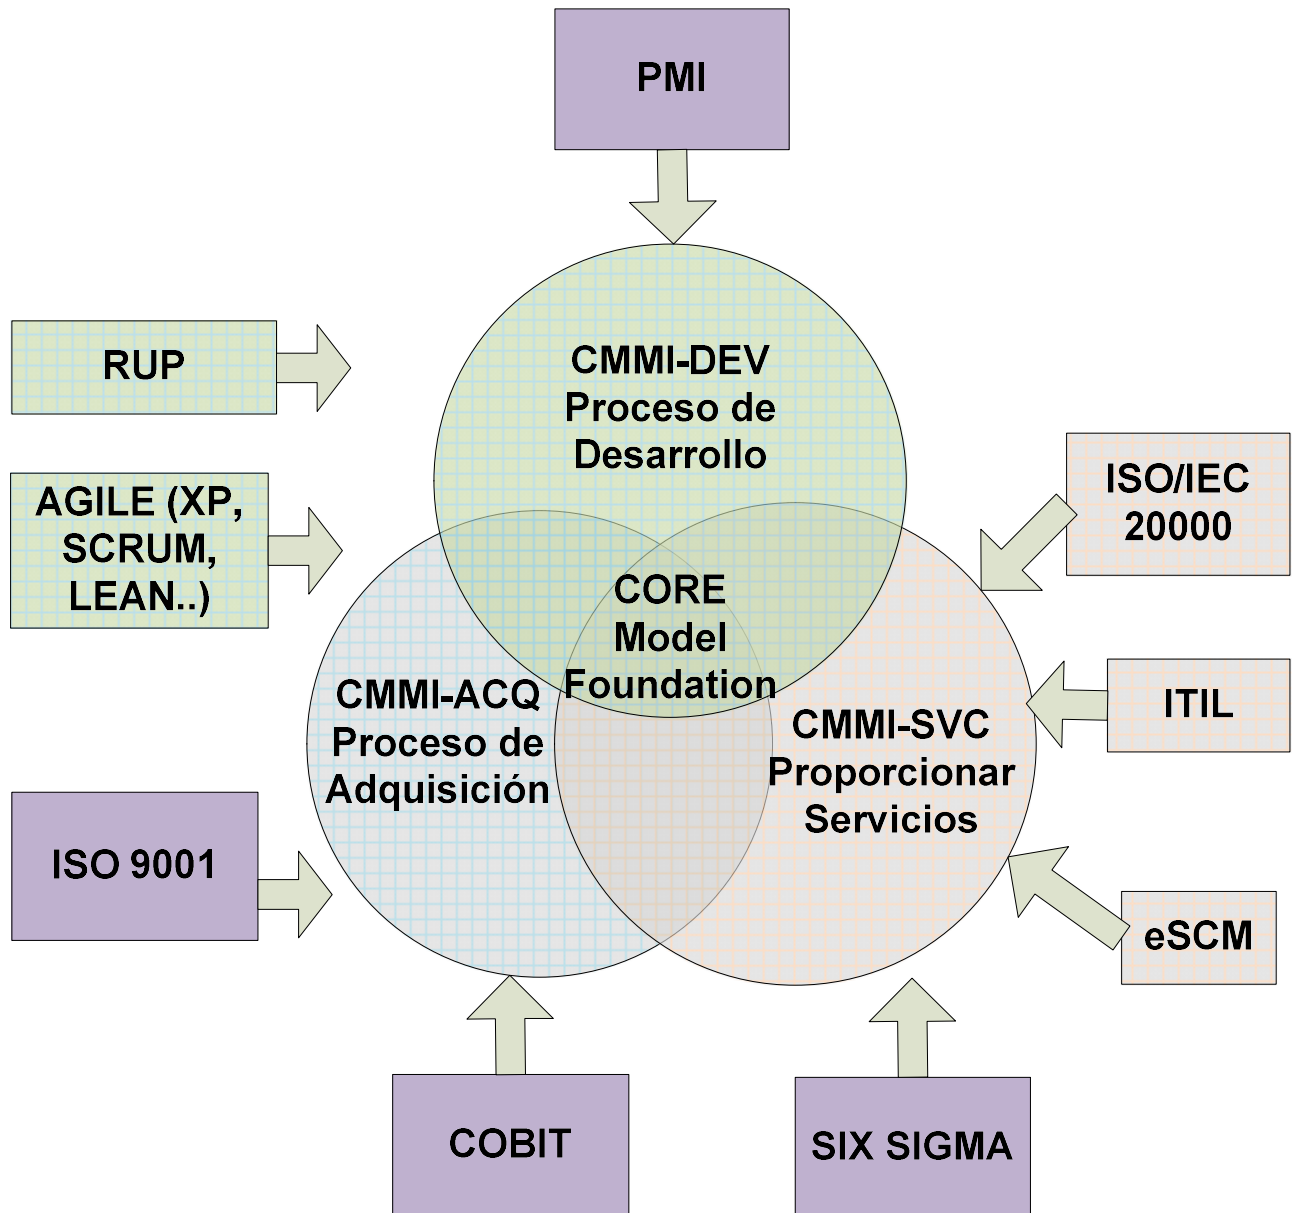 PMI
CMMI-DEV
Proceso de
Desarrollo
RUP
AGILE (XP,
SCRUM,
LEAN..)
ISO/IEC
20000
CORE
Model
Foundation
CMMI-ACQ
Proceso de
Adquisición
CMMI-SVC
Proporcionar
Servicios
ITIL
ISO 9001
eSCM
COBIT
SIX SIGMA